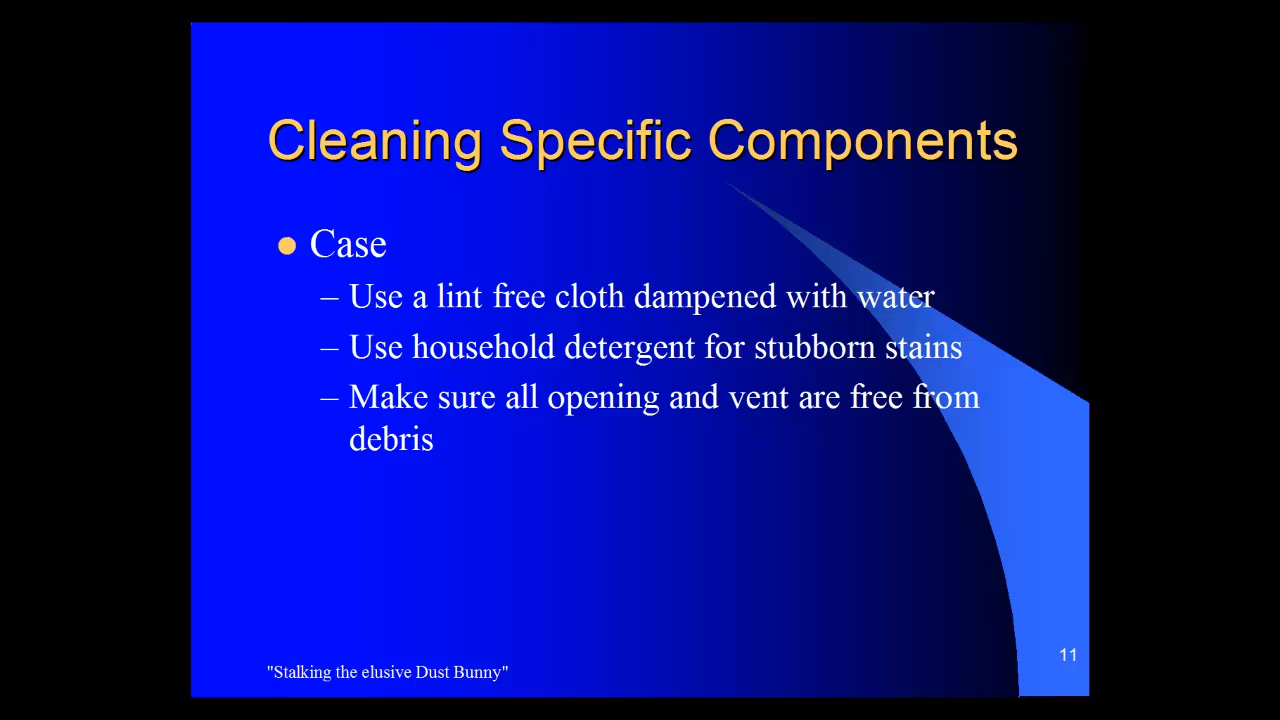 Cleaning Specific Components
● Case
– Use a lint free cloth dampened with water
– Use household detergent for stubborn stains
– Make sure all opening and vent are free from
debris
"Stalking the elusive Dust Bunny"
11